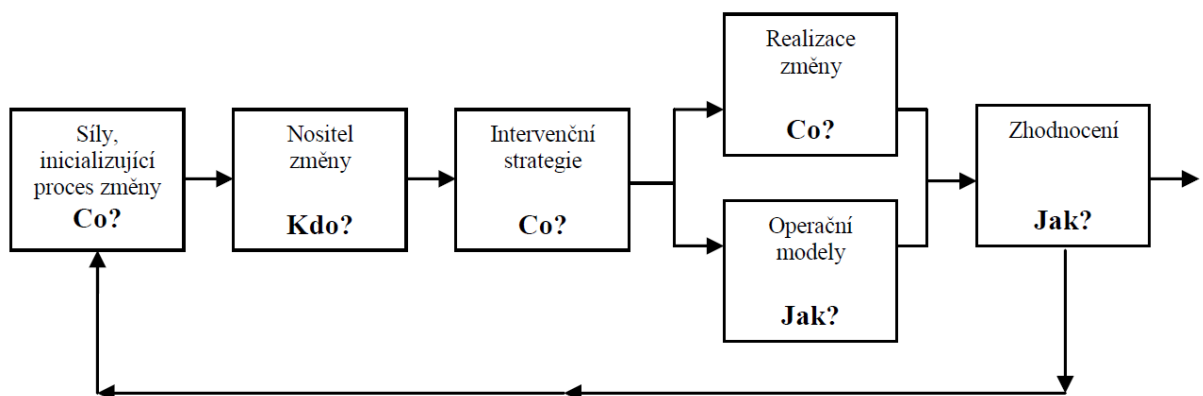 Síly,
inicializující
proces změny
Co?
Nositel
změny
Kdo?
Intervenční
strategie
Co?
Realizace
změny
Co?
Operační
modely
Jak?
Zhodnocení
Jak?